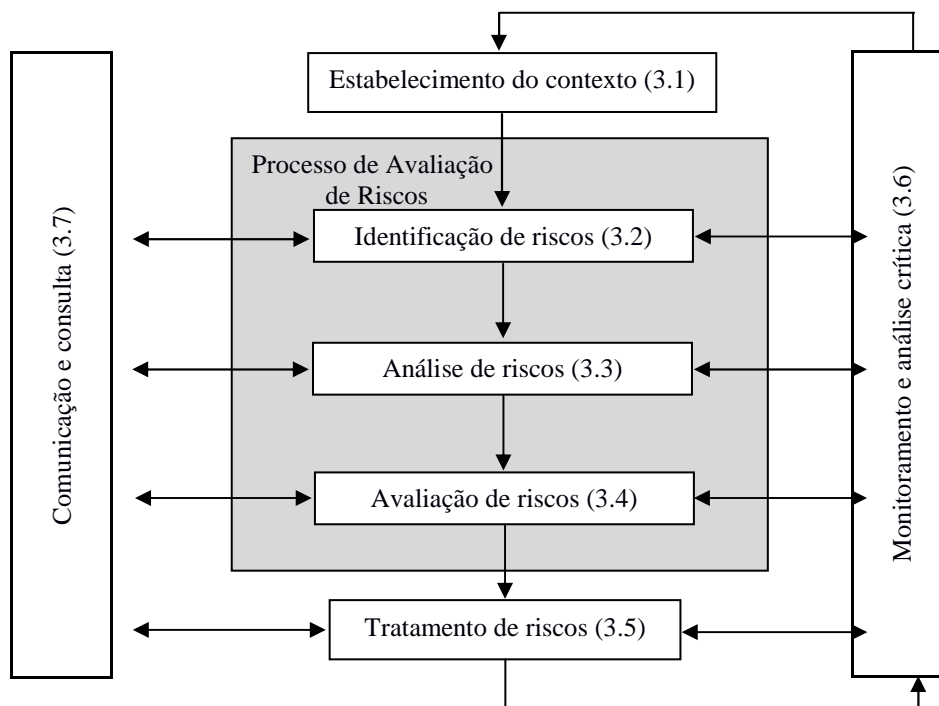 Estabelecimento do contexto (3.1)
Processo de Avaliação
de Riscos
Identificação de riscos (3.2)
Análise de riscos (3.3)
Avaliação de riscos (3.4)
Tratamento de riscos (3.5)
Comunicação e consulta (3.7)
Monitoramento e análise crítica (3.6)